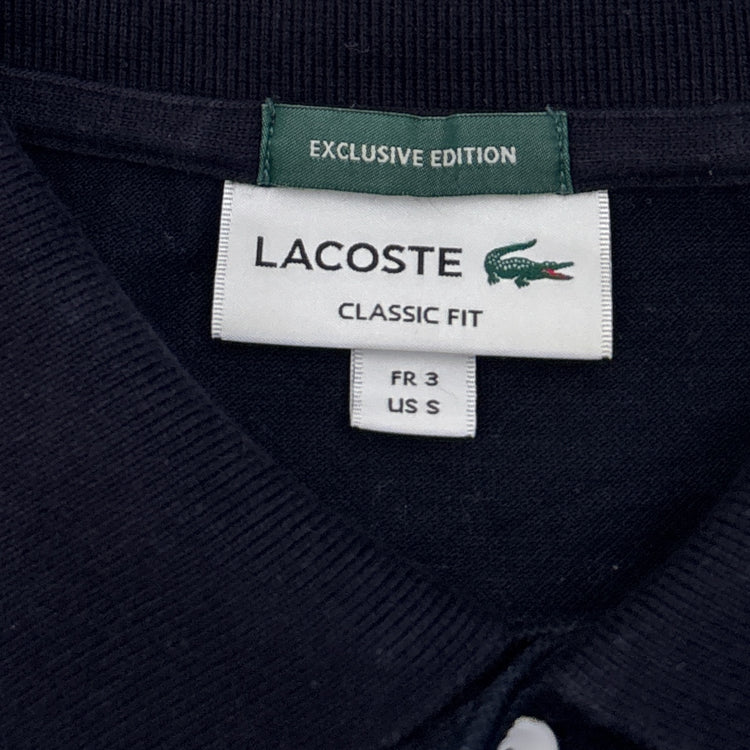 EXCLUSIVE EDITION
LACOSTE
CLASSIC FIT
FR 3
US S